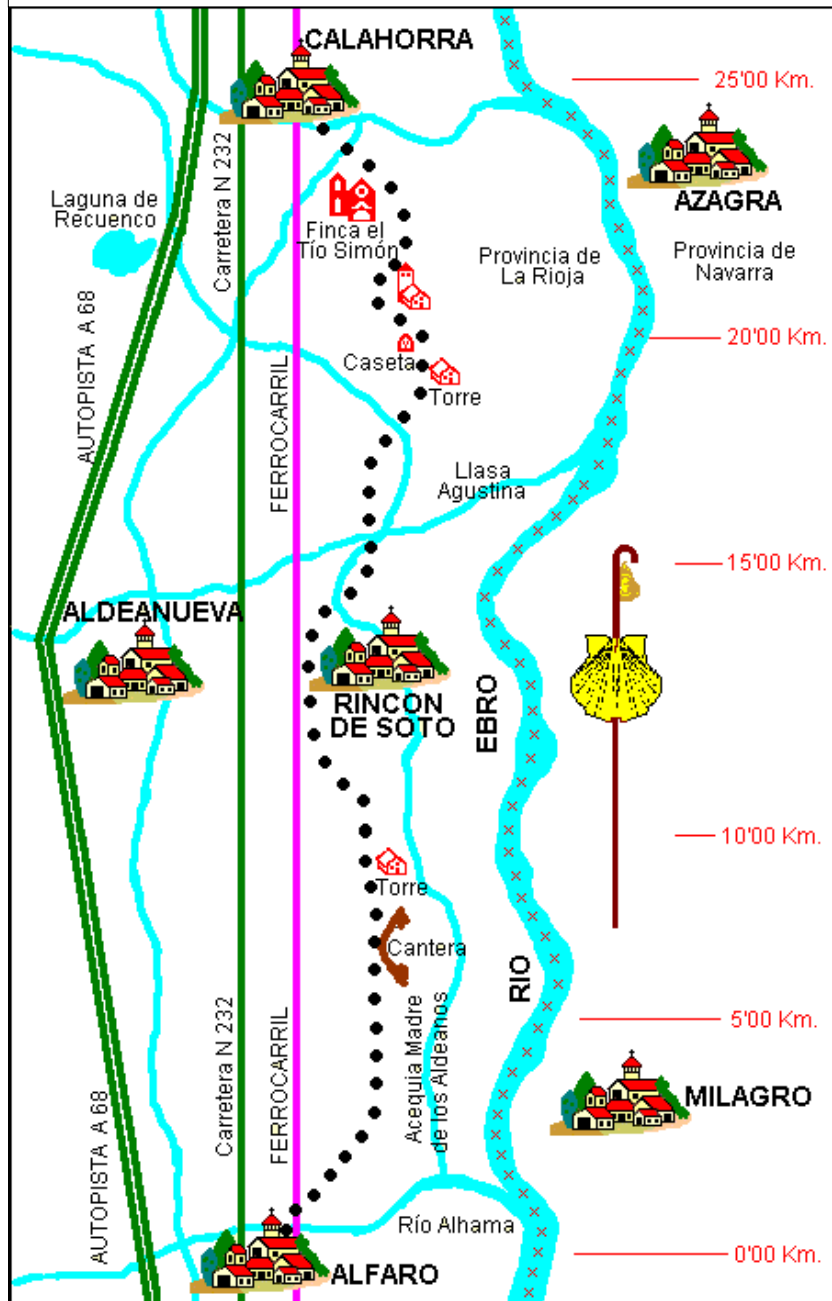 CALAHORRA
25'00 Km.
AZAGRA
Laguna de
Recuenco
Carretera N 232
Finca el
Tío Simón
Provincia de
La Rioja
Provincia de
Navarra
AUTOPISTA A 68
FERROCARRIL
20'00 Km.
Caseta
Torre
Llasa
Agustina
15'00 Km.
ALDEANUEVA
RINCON
DE SOTO
EBRO
10'00 Km.
Torre
Cantera
RIO
5'00 Km.
Carretera N 232
FERROCARRIL
Acequia Madre
de los Aldeanos
MILAGRO
AUTOPISTA A 68
Río Alhama
0'00 Km.
ALFARO